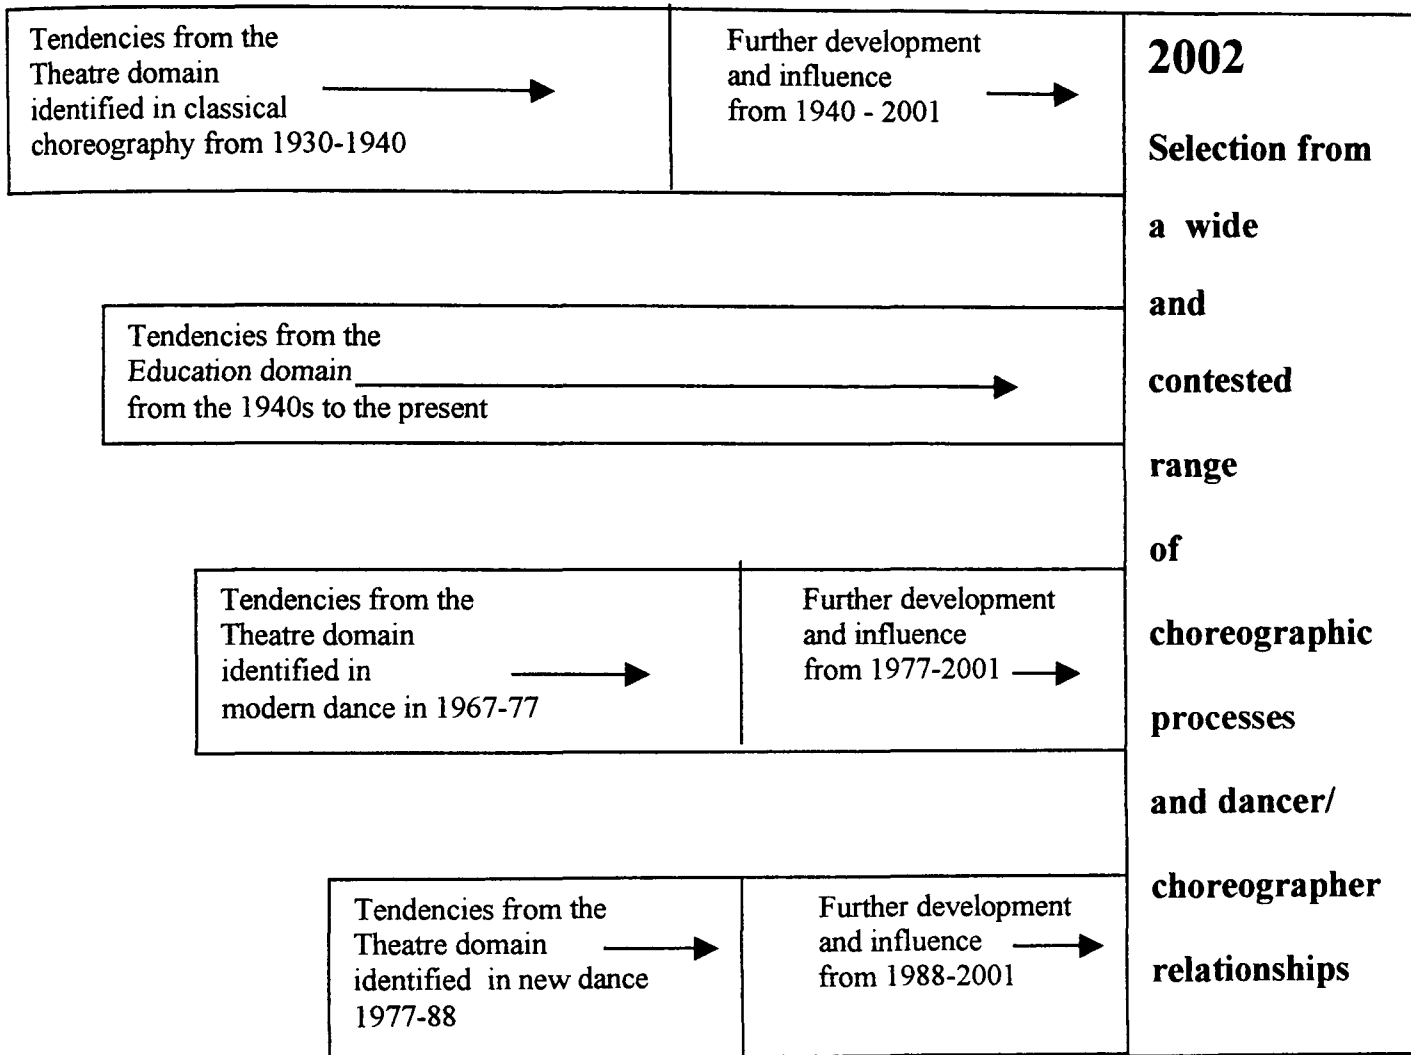 Tendencies from the
Theatre domain
identified in classical
choreography from 1930-1940
Further development
and influence
from 1940 - 2001
Tendencies from the
Education domain
from the 1940s to the present
Tendencies from the
Theatre domain
identified in
modern dance in 1967-77
Further development
and influence
from 1977-2001
Tendencies from the
Theatre domain
identified in new dance
1977-88
Further development
and influence
from 1988-2001
2002
Selection from
a wide
and
contested
range
of
choreographic
processes
and dancer/
choreographer
relationships